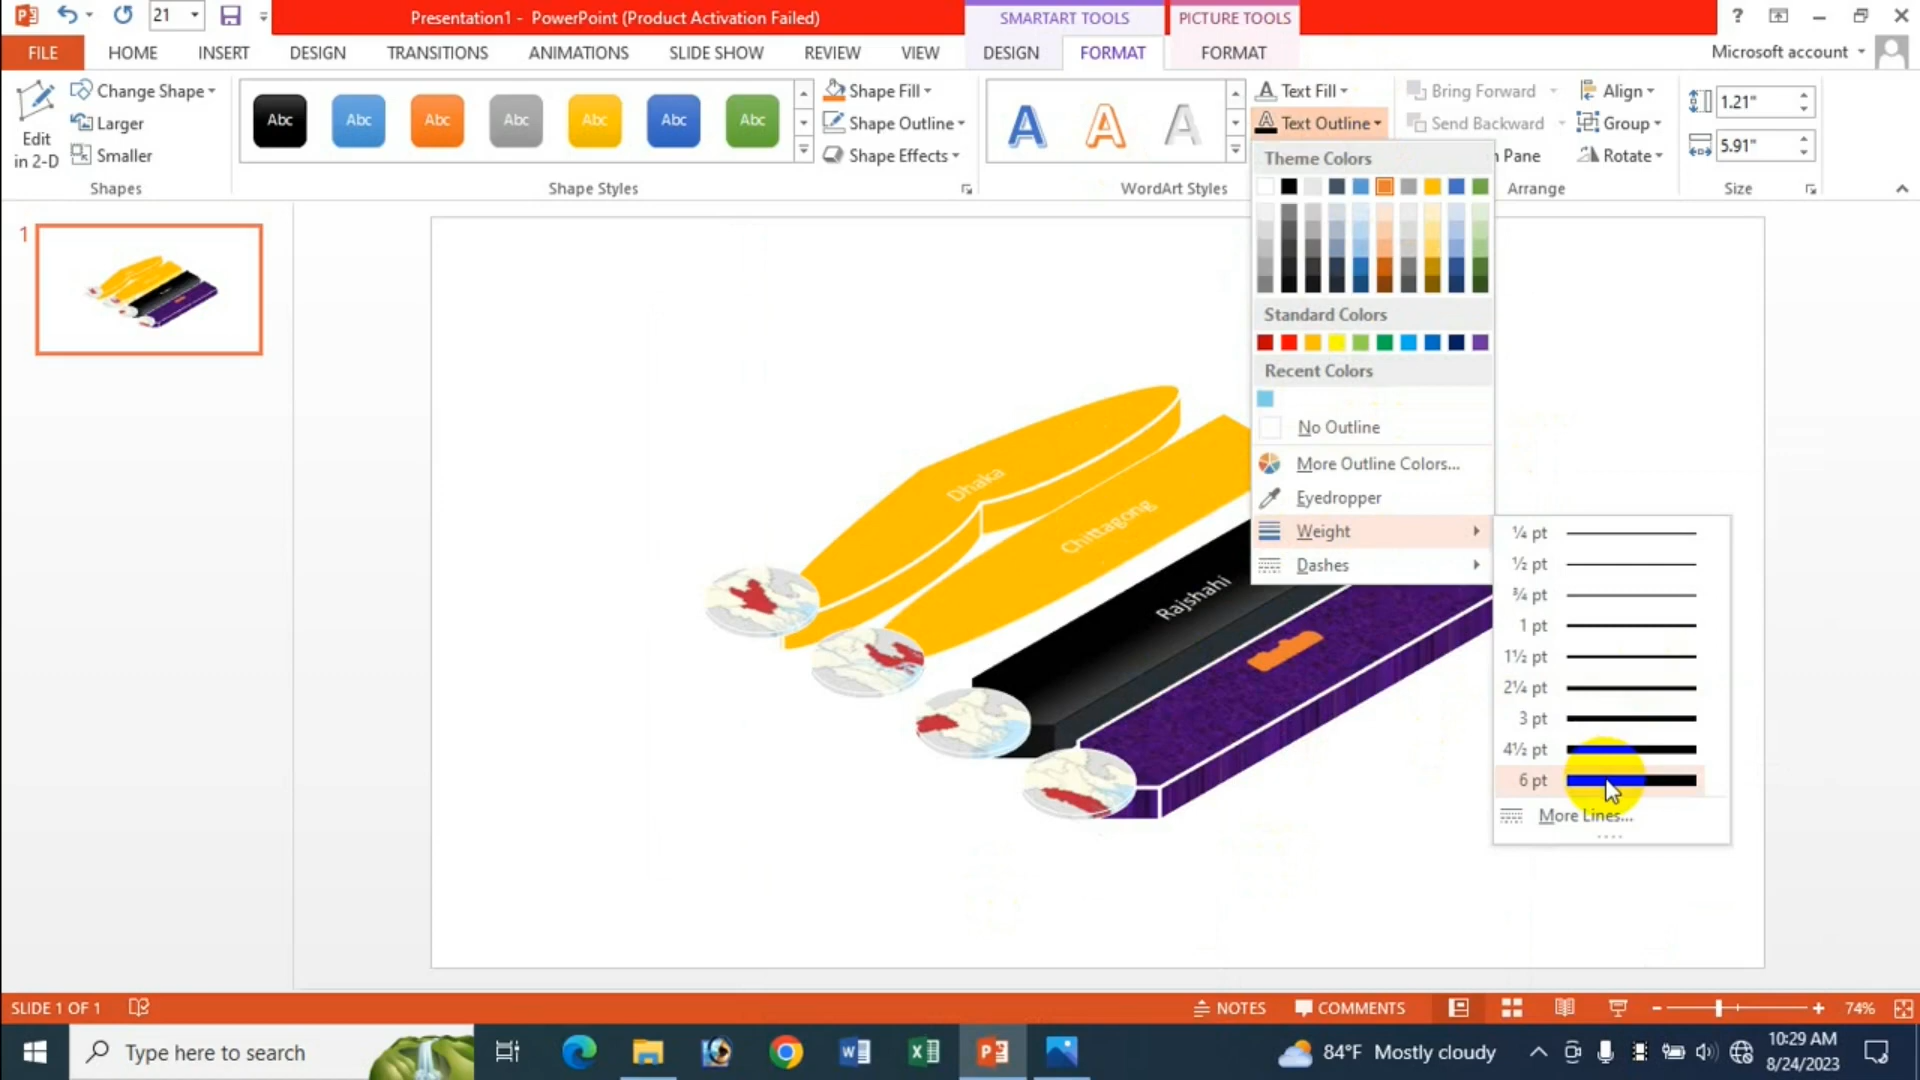 21
Presentation1 - PowerPoint (Product Activation Failed)
SMARTART TOOLS
PICTURE TOOLS
?
FILE
HOME
INSERT
DESIGN
TRANSITIONS
ANIMATIONS
SLIDE SHOW
REVIEW
VIEW
DESIGN
FORMAT
FORMAT
Microsoft account
Edit in 2-D
Change Shape
Larger
Smaller
Shapes
Abc Abc Abc Abc Abc Abc Abc
Shape Styles
Shape Fill
Shape Outline
Shape Effects
A A A
WordArt Styles
Text Fill
Text Outline
Bring Forward
Send Backward
Pane
Align
Group
Rotate
Arrange
1.21"
5.91"
Size
Theme Colors
Standard Colors
Recent Colors
No Outline
More Outline Colors...
Eyedropper
Weight
Dashes
¼ pt
½ pt
¾ pt
1 pt
1½ pt
2¼ pt
3 pt
4½ pt
6 pt
More Lines...
1
Dhaka
Chittagong
Rajshahi
SLIDE 1 OF 1
NOTES
COMMENTS
74%
Type here to search
84°F Mostly cloudy
10:29 AM
8/24/2023